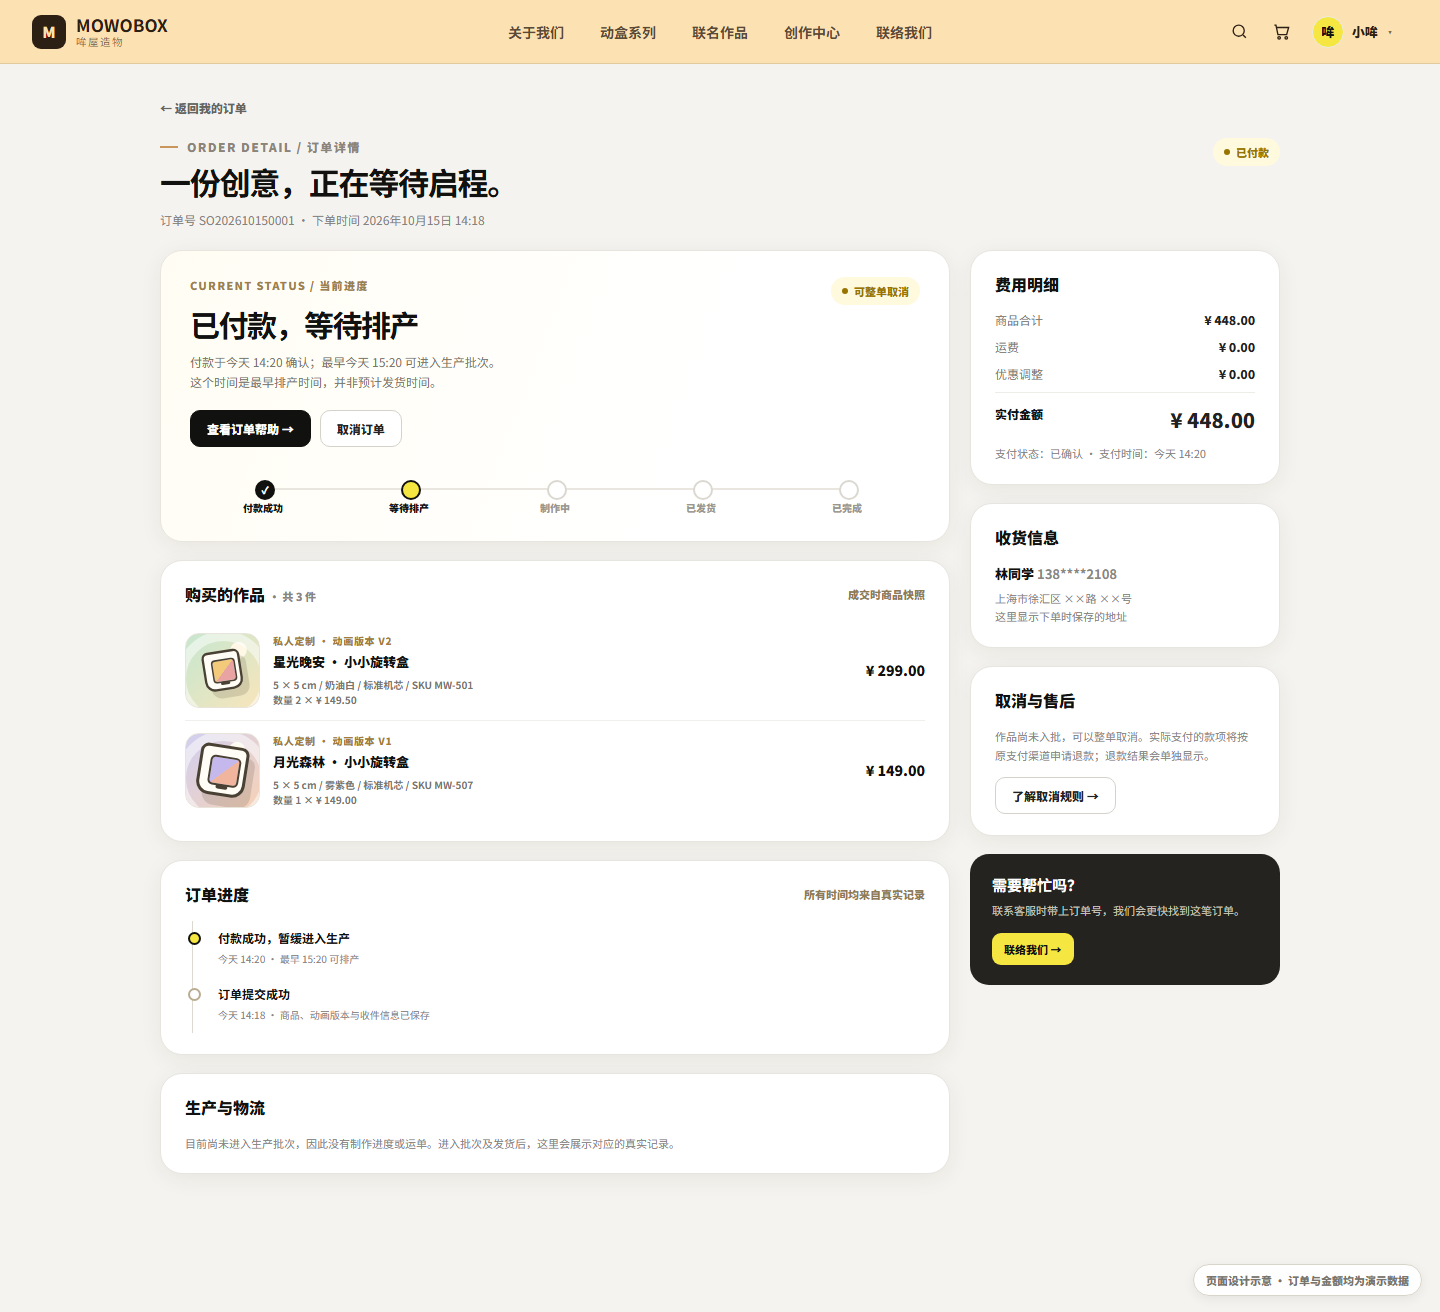 M
MOWOBOX
哞屋造物
关于我们
动盒系列
联名作品
创作中心
联络我们
哞
小哞
← 返回我的订单
ORDER DETAIL / 订单详情
已付款
一份创意，正在等待启程。
订单号 SO202610150001 · 下单时间 2026年10月15日 14:18
CURRENT STATUS / 当前进度
可整单取消
已付款，等待排产
付款于今天 14:20 确认；最早今天 15:20 可进入生产批次。
这个时间是最早排产时间，并非预计发货时间。
查看订单帮助 →
取消订单
付款成功
等待排产
制作中
已发货
已完成
购买的作品 · 共 3 件
成交时商品快照
私人定制 · 动画版本 V2
星光晚安 · 小小旋转盒
5 × 5 cm / 奶油白 / 标准机芯 / SKU MW-501
数量 2 × ¥ 149.50
¥ 299.00
私人定制 · 动画版本 V1
月光森林 · 小小旋转盒
5 × 5 cm / 雾紫色 / 标准机芯 / SKU MW-507
数量 1 × ¥ 149.00
¥ 149.00
订单进度
所有时间均来自真实记录
付款成功，暂缓进入生产
今天 14:20 · 最早 15:20 可排产
订单提交成功
今天 14:18 · 商品、动画版本与收件信息已保存
生产与物流
目前尚未进入生产批次，因此没有制作进度或运单。进入批次及发货后，这里会展示对应的真实记录。
费用明细
商品合计
¥ 448.00
运费
¥ 0.00
优惠调整
¥ 0.00
实付金额
¥ 448.00
支付状态：已确认 · 支付时间：今天 14:20
收货信息
林同学 138****2108
上海市徐汇区 ××路 ××号
这里显示下单时保存的地址
取消与售后
作品尚未入批，可以整单取消。实际支付的款项将按
原支付渠道申请退款；退款结果会单独显示。
了解取消规则 →
需要帮忙吗？
联系客服时带上订单号，我们会更快找到这笔订单。
联络我们 →
页面设计示意 · 订单与金额均为演示数据